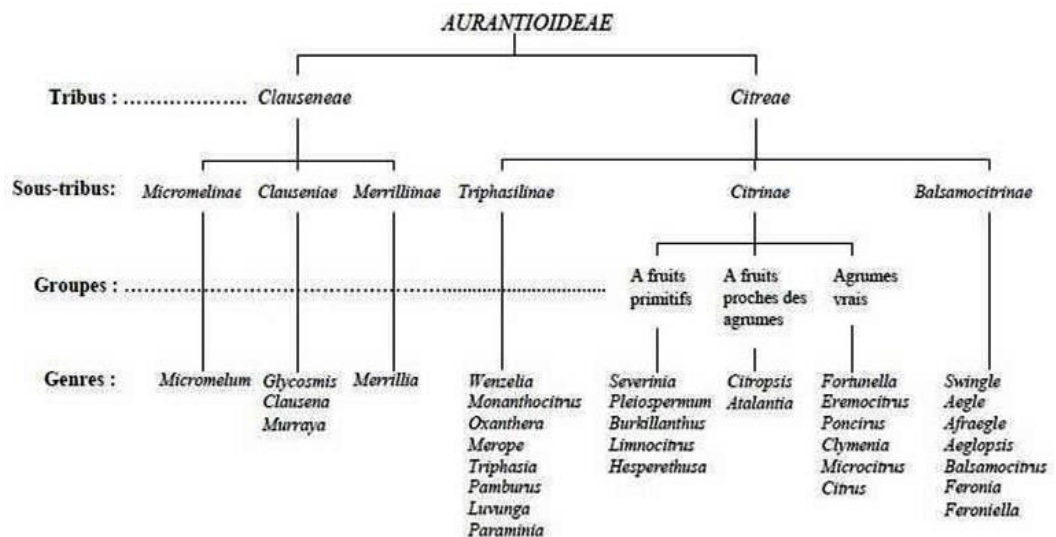 AURANTIOIDEAE
Tribus : .................... Clauseneae Citreae
Sous-tribus: Micromelinae Clauseniae Merrilliinae Triphasilinae Citrinae Balsamocitrinae
Groupes : ................................................................................
A fruits
primitifs
A fruits
proches des
agrumes
Agrumes
vrais
Genres :
Micromelum
Glycosmis
Clausena
Murraya
Merrillia
Wenzelia
Monanthocitrus
Oxanthera
Merope
Triphasia
Pamburus
Luvunga
Paraminia
Severinia
Pleiospermum
Burkillanthus
Limnocitrus
Hesperethusa
Citropsis
Atalantia
Fortunella
Eremocitrus
Poncirus
Clymenia
Microcitrus
Citrus
Swingle
Aegle
Afraegle
Aeglopsis
Balsamocitrus
Feronia
Feroniella